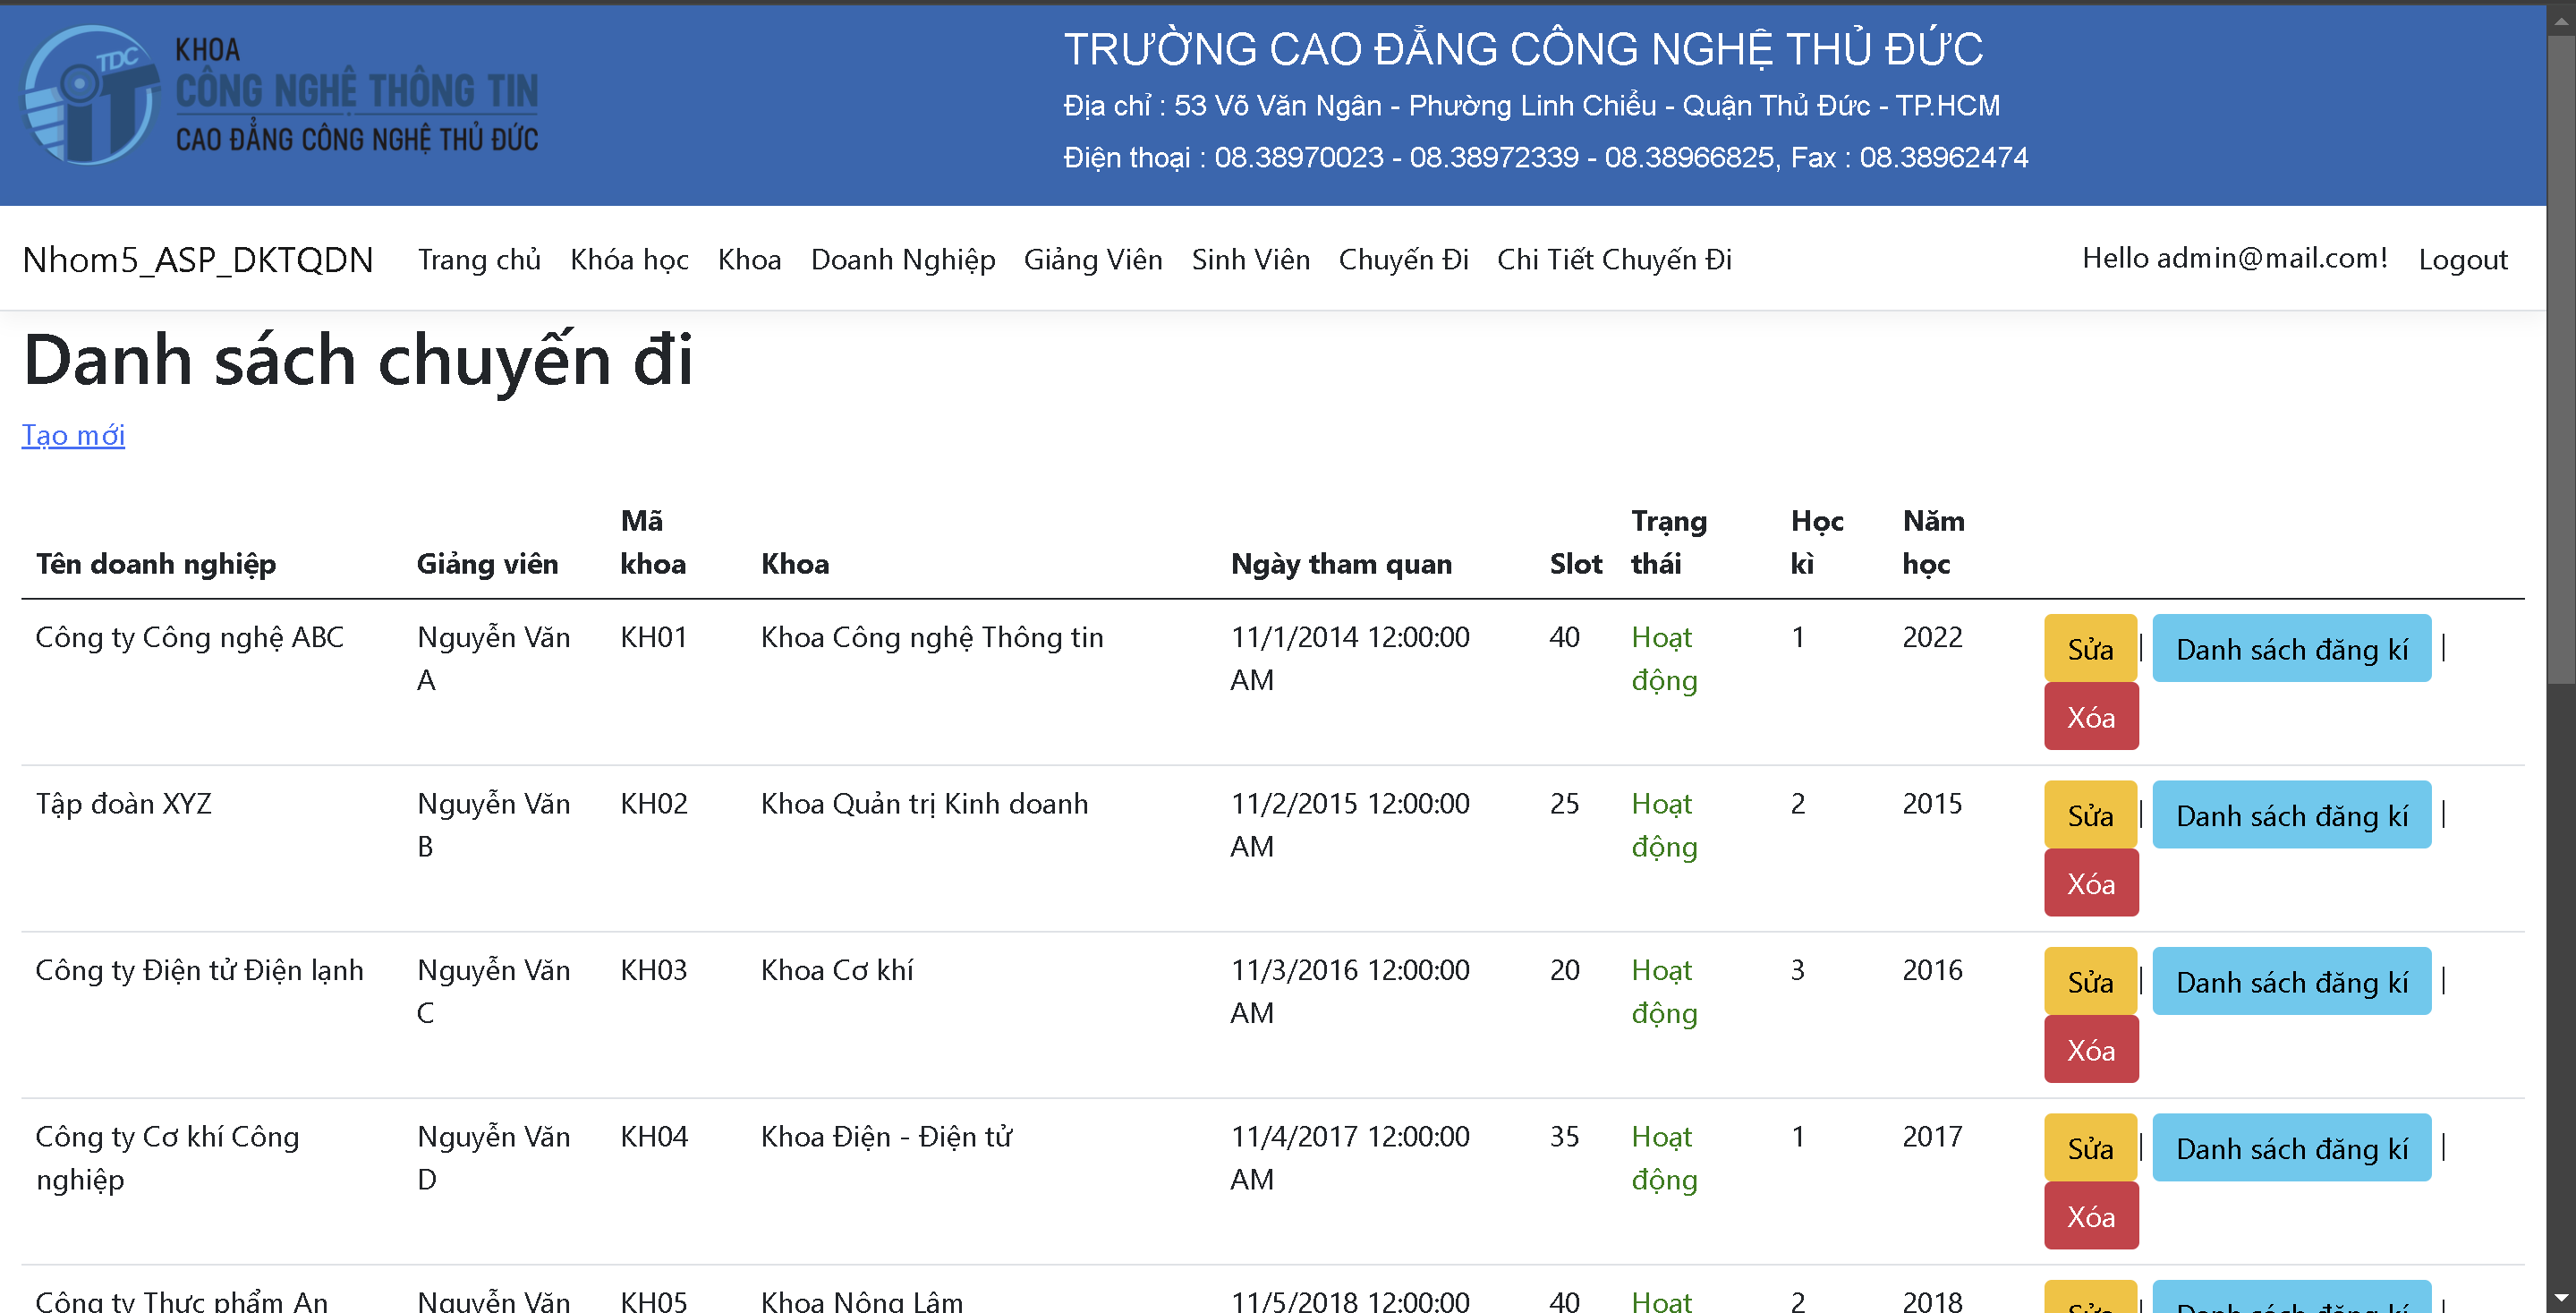 TDC
KHOA
CÔNG NGHỆ THÔNG TIN
CAO ĐẲNG CÔNG NGHỆ THỦ ĐỨC
TRƯỜNG CAO ĐẲNG CÔNG NGHỆ THỦ ĐỨC
Địa chỉ : 53 Võ Văn Ngân - Phường Linh Chiểu - Quận Thủ Đức - TP.HCM
Điện thoại : 08.38970023 - 08.38972339 - 08.38966825, Fax : 08.38962474
Nhom5_ASP_DKTQDN Trang chủ Khóa học Khoa Doanh Nghiệp Giảng Viên Sinh Viên Chuyến Đi Chi Tiết Chuyến Đi Hello admin@mail.com! Logout
Danh sách chuyến đi
Tạo mới
Mã Trạng Học Năm
Tên doanh nghiệp Giảng viên khoa Khoa Ngày tham quan Slot thái kì học
Công ty Công nghệ ABC Nguyễn Văn KH01 Khoa Công nghệ Thông tin 11/1/2014 12:00:00 40 Hoạt 1 2022 Sửa | Danh sách đăng kí |
A AM động
Xóa
Tập đoàn XYZ Nguyễn Văn KH02 Khoa Quản trị Kinh doanh 11/2/2015 12:00:00 25 Hoạt 2 2015 Sửa | Danh sách đăng kí |
B AM động
Xóa
Công ty Điện tử Điện lạnh Nguyễn Văn KH03 Khoa Cơ khí 11/3/2016 12:00:00 20 Hoạt 3 2016 Sửa | Danh sách đăng kí |
C AM động
Xóa
Công ty Cơ khí Công Nguyễn Văn KH04 Khoa Điện - Điện tử 11/4/2017 12:00:00 35 Hoạt 1 2017 Sửa | Danh sách đăng kí |
nghiệp D AM động
Xóa
Công ty Thực phẩm An Nguyễn Văn KH05 Khoa Nông Lâm 11/5/2018 12:00:00 40 Hoạt 2 2018 Sửa | Danh sách đăng kí |